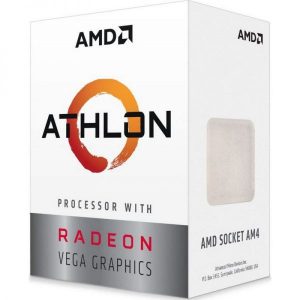 AMD
ATHLON
PROCESSOR WITH
RADEON
VEGA GRAPHICS
AMD
AMD SOCKET AM4